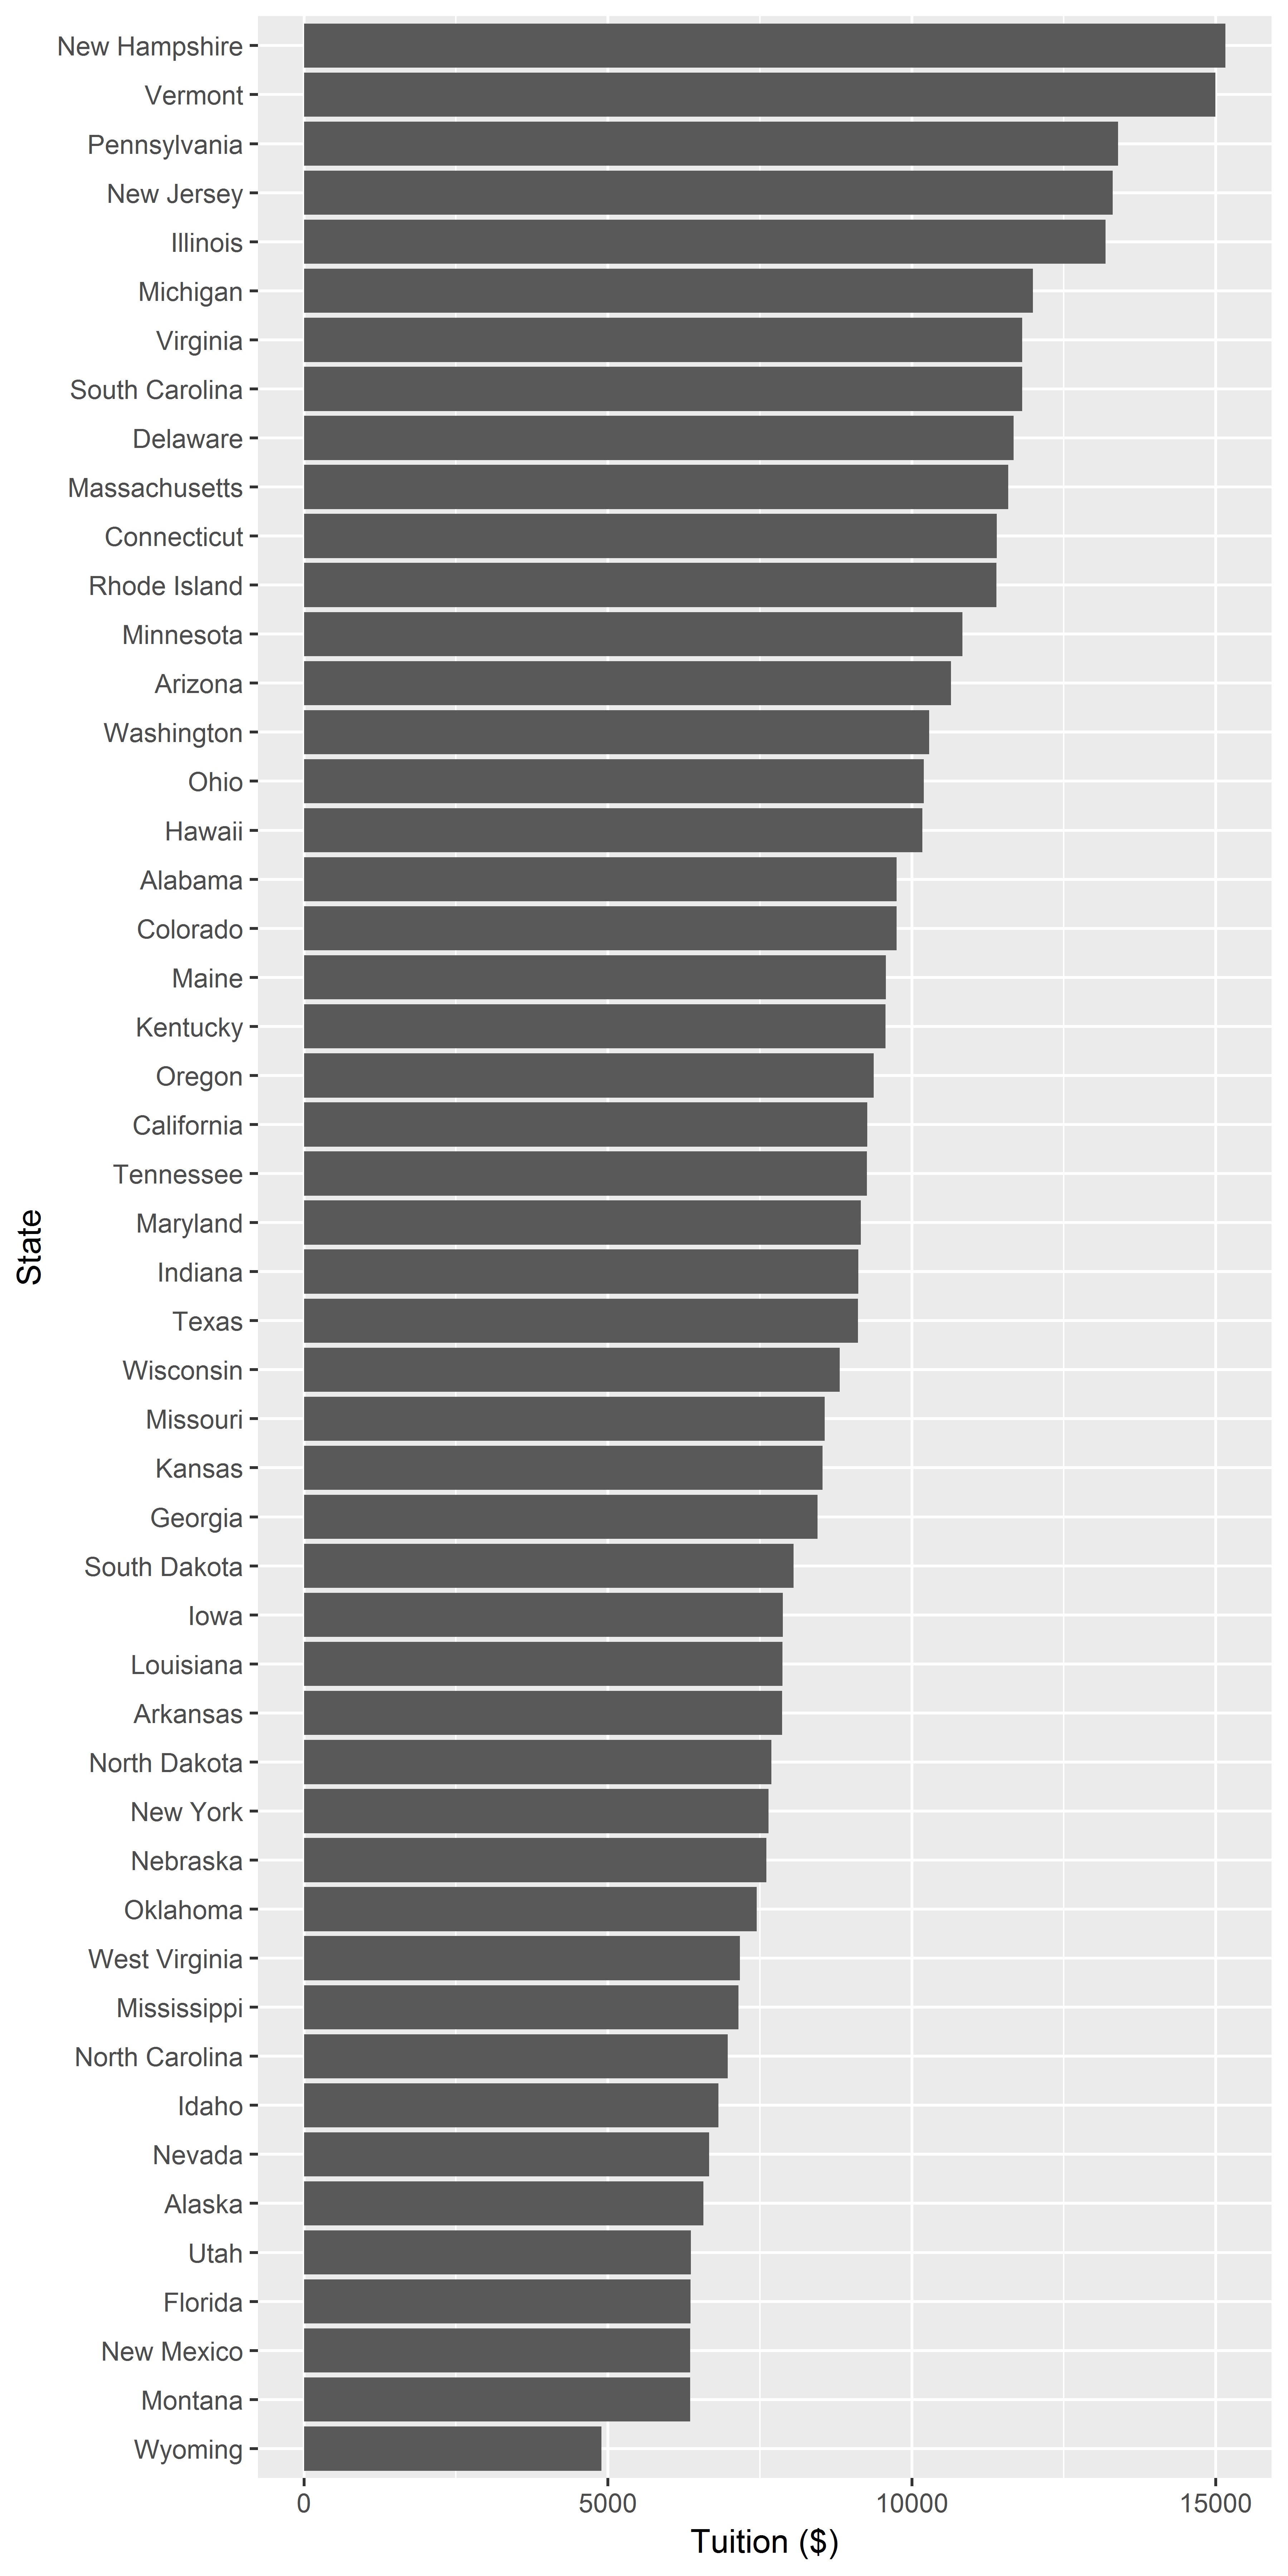 New Hampshire
Vermont
Pennsylvania
New Jersey
Illinois
Michigan
Virginia
South Carolina
Delaware
Massachusetts
Connecticut
Rhode Island
Minnesota
Arizona
Washington
Ohio
Hawaii
Alabama
Colorado
Maine
Kentucky
Oregon
California
Tennessee
Maryland
Indiana
Texas
Wisconsin
Missouri
Kansas
Georgia
South Dakota
Iowa
Louisiana
Arkansas
North Dakota
New York
Nebraska
Oklahoma
West Virginia
Mississippi
North Carolina
Idaho
Nevada
Alaska
Utah
Florida
New Mexico
Montana
Wyoming
State
0 5000 10000 15000
Tuition ($)